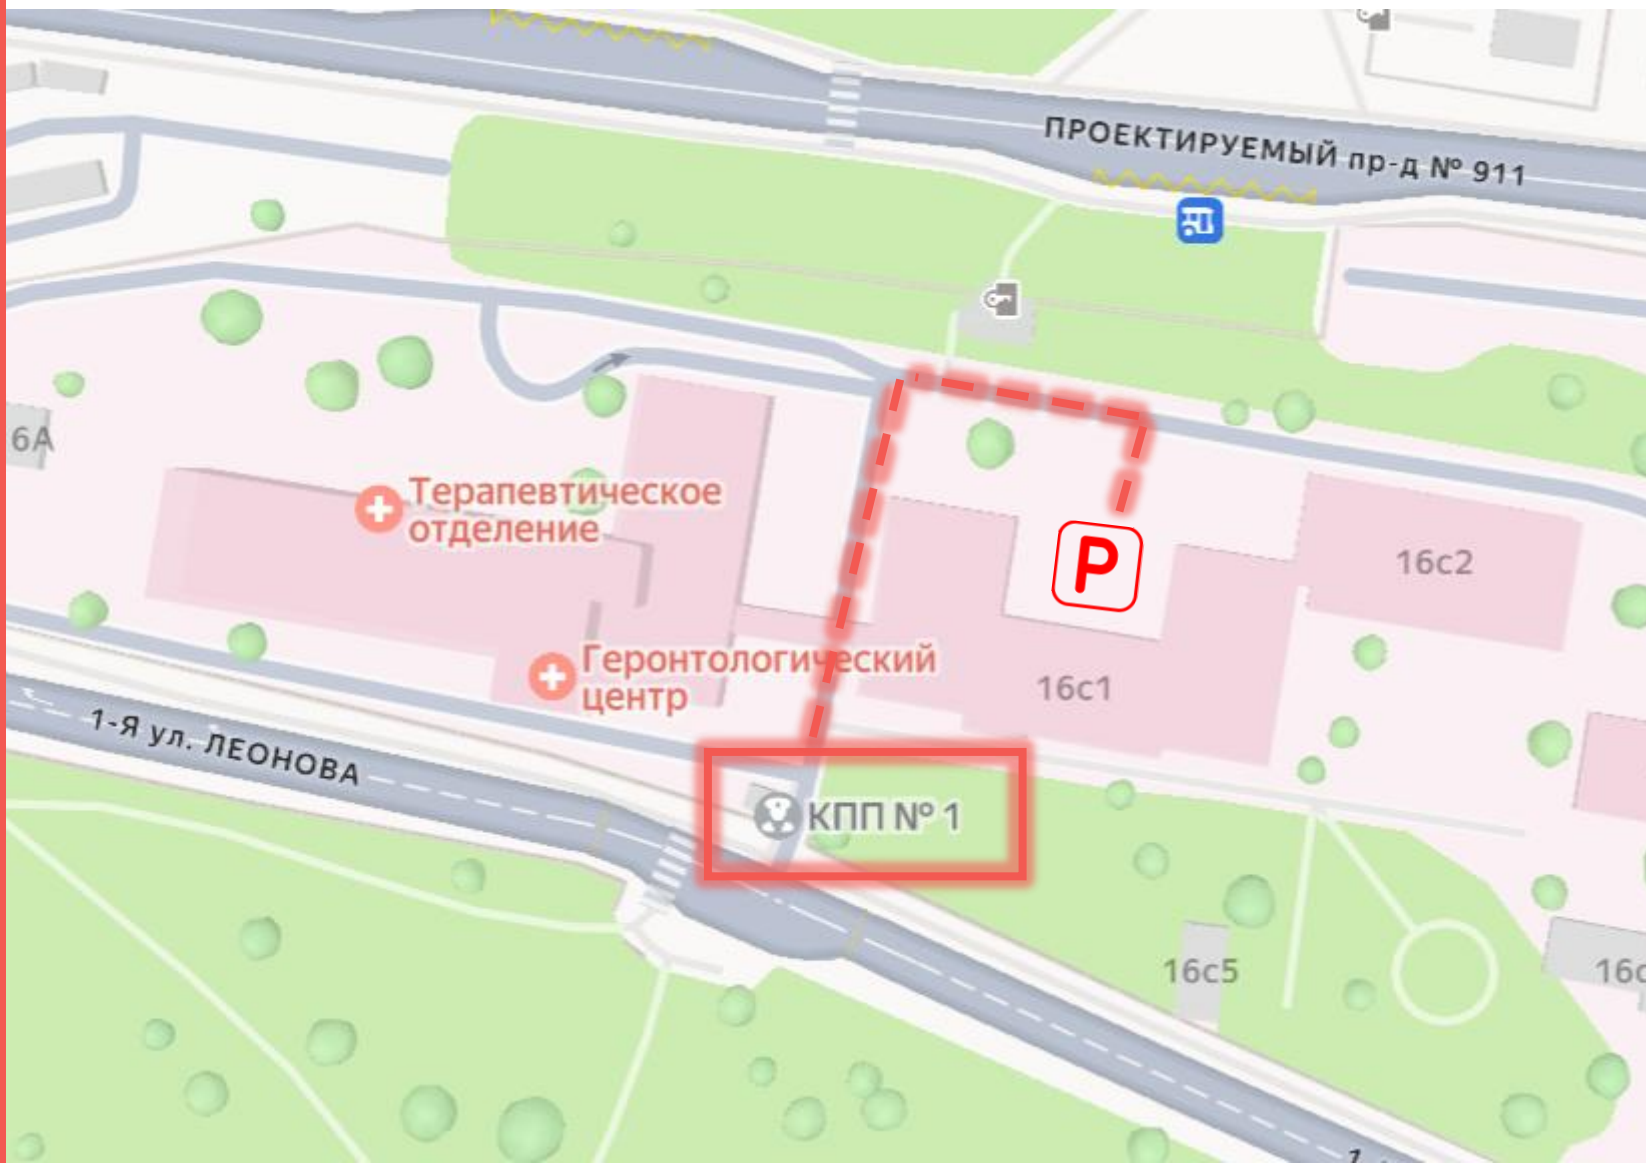 ПРОЕКТИРУЕМЫЙ пр-д № 911
6А
Терапевтическое
отделение
P
16с2
Геронтологический
центр
16с1
1-Я ул. ЛЕОНОВА
КПП № 1
16с5